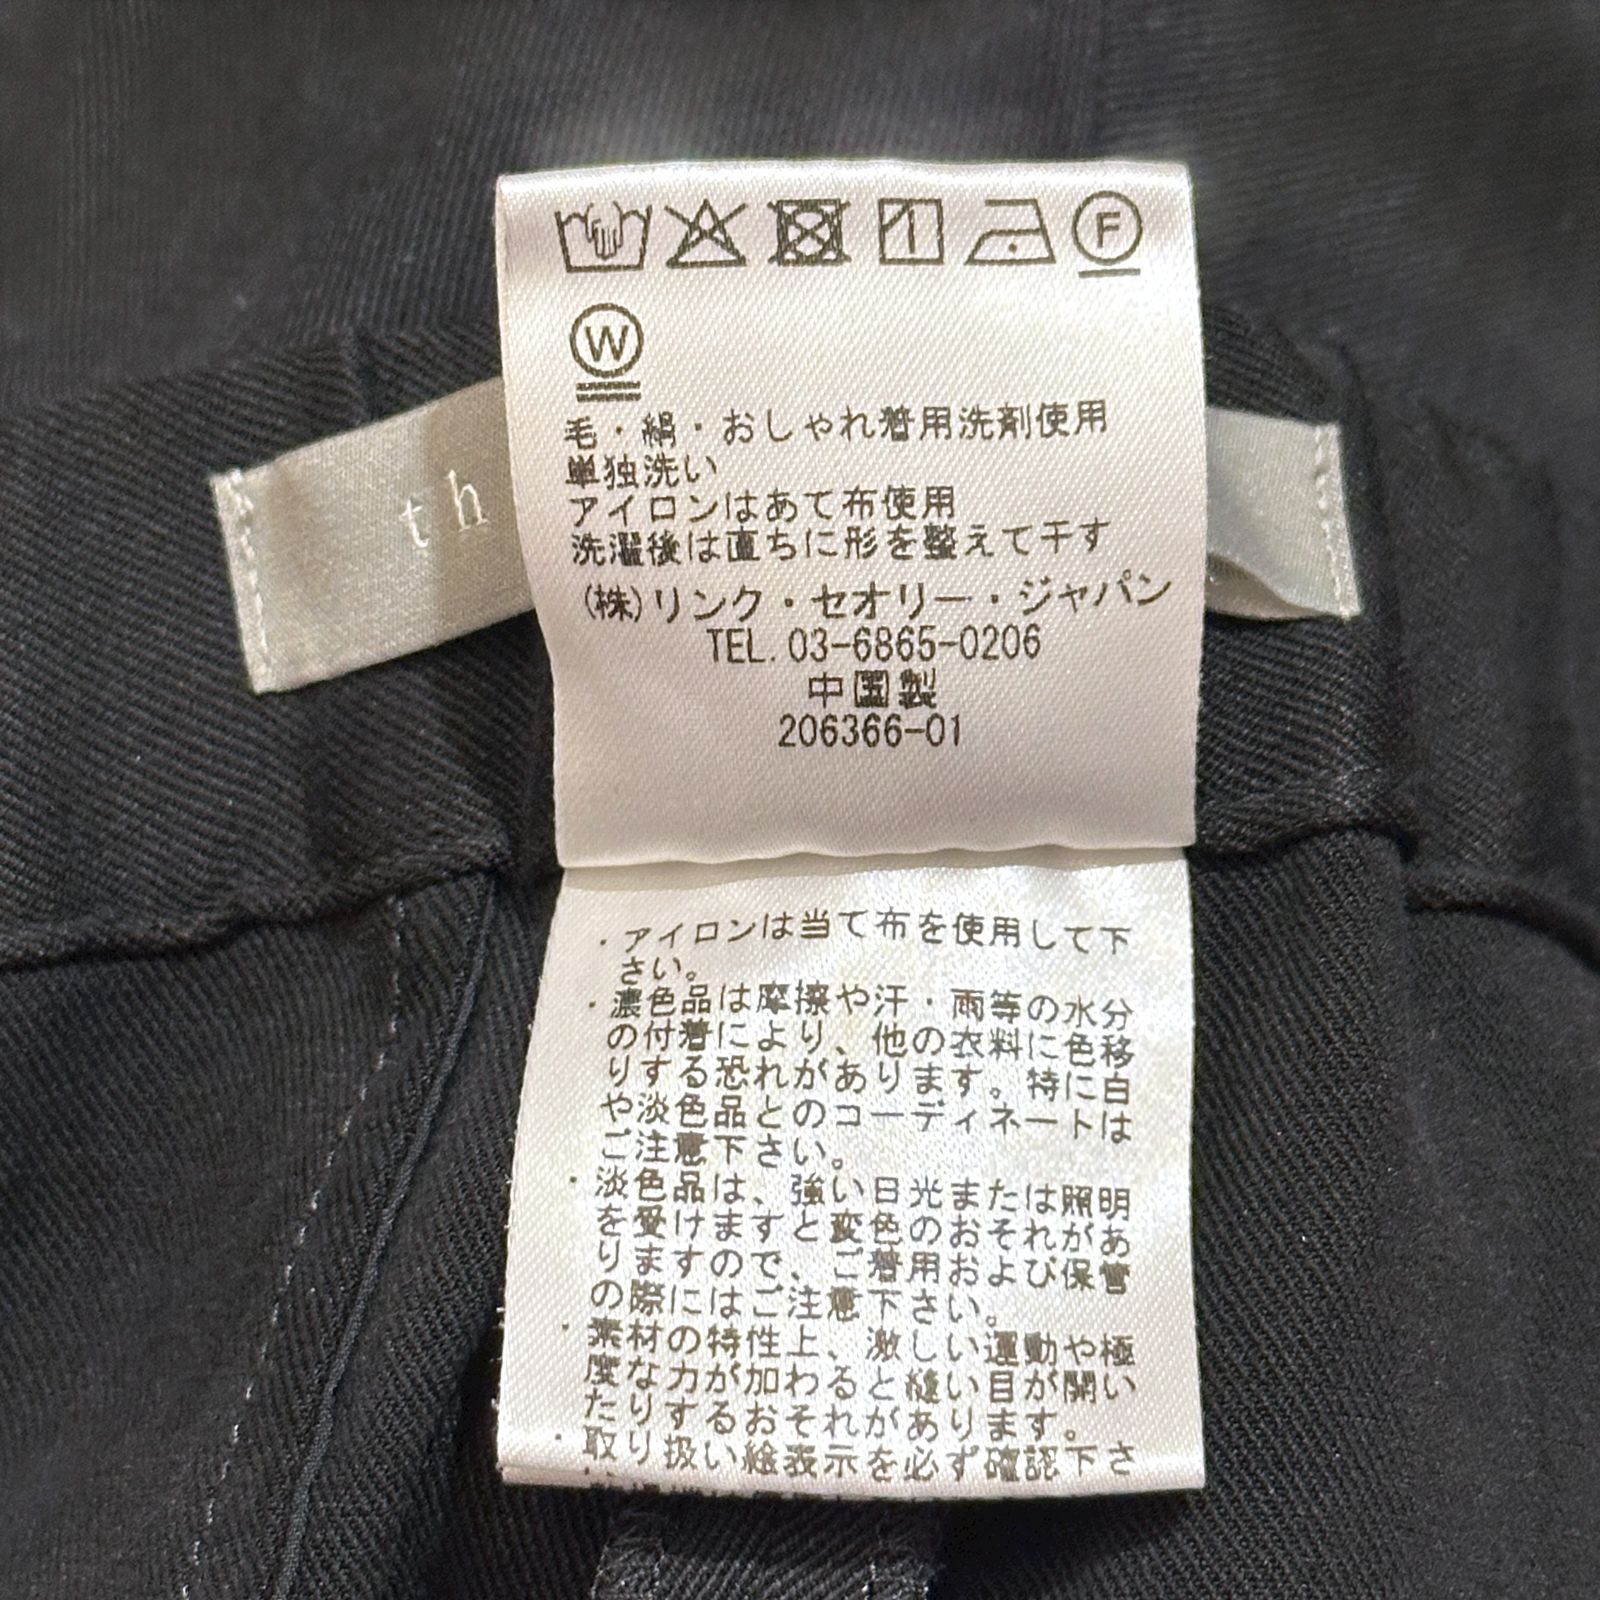 F
W
毛・絹・おしゃれ着用洗剤使用
単独洗い
アイロンはあて布使用
洗濯後は直ちに形を整えて干す
(株)リンク・セオリー・ジャパン
TEL.03-6865-0206
中国製
206366-01
th
・アイロンは当て布を使用して下
さい。
・濃色品は摩擦や汗・雨等の水分
の付着により、他の衣料に色移
りする恐れがあります。特に白
や淡色品とのコーディネートは
ご注意下さい。
・淡色品は、強い日光または照明
を受けますと変色のおそれがあ
りますので、ご着用および保管
の際にはご注意下さい。
・素材の特性上、激しい運動や極
度な力が加わると縫い目が開い
たりするおそれがあります。
・取り扱い絵表示を必ず確認下さ